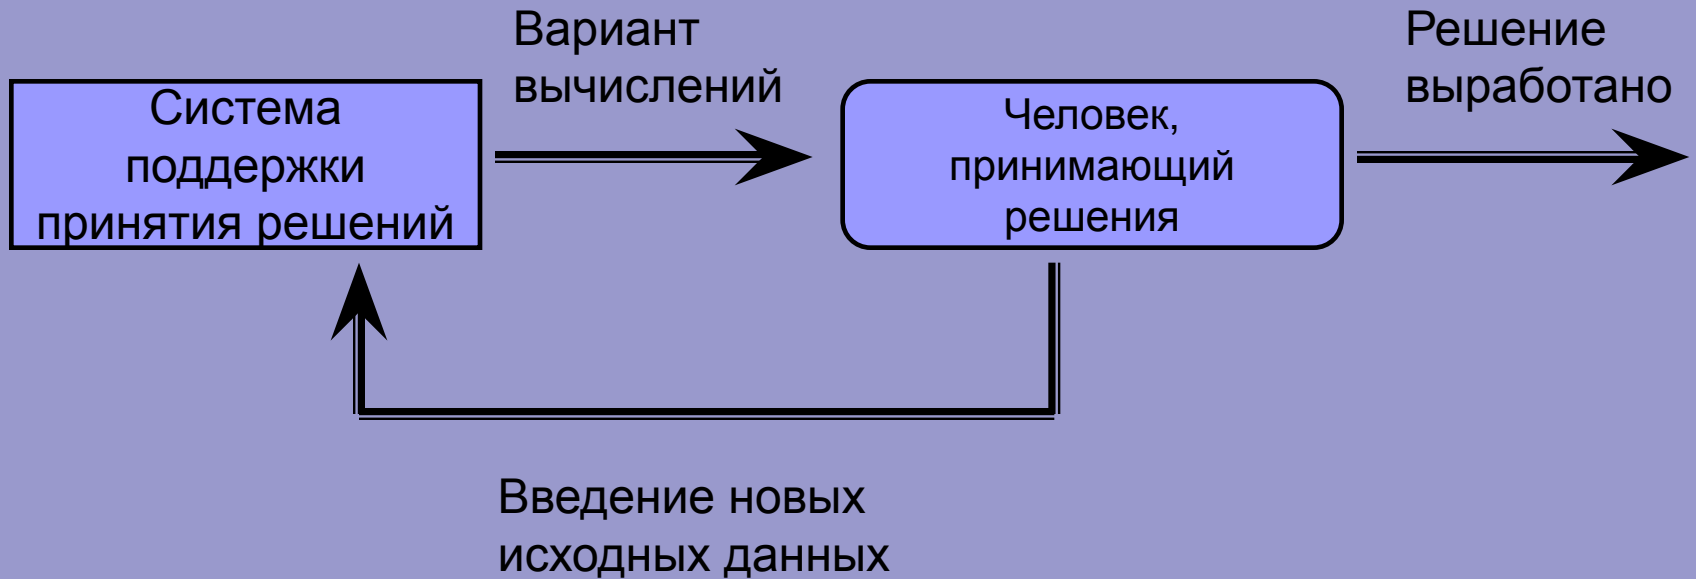 Вариант
вычислений
Решение
выработано
Система
поддержки
принятия решений
Человек,
принимающий
решения
Введение новых
исходных данных